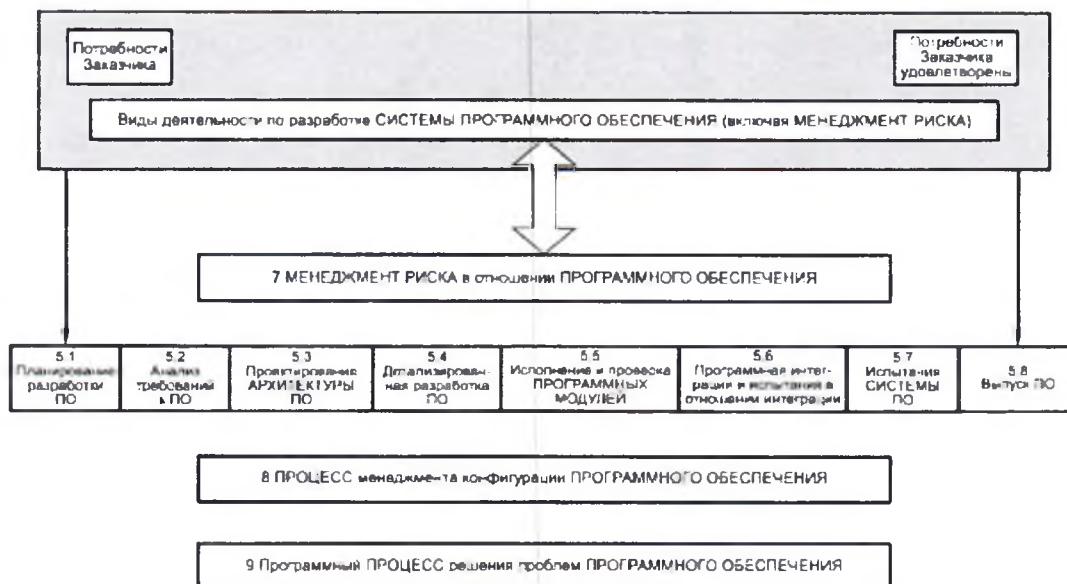 Потребности
Заказчика
Потребности
Заказчика
удовлетворены
Виды деятельности по разработке СИСТЕМЫ ПРОГРАММНОГО ОБЕСПЕЧЕНИЯ (включая МЕНЕДЖМЕНТ РИСКА)
7 МЕНЕДЖМЕНТ РИСКА в отношении ПРОГРАММНОГО ОБЕСПЕЧЕНИЯ
5.1
Планирование
разработки
ПО
5.2
Анализ
требований
к ПО
5.3
Проектирование
АРХИТЕКТУРЫ
ПО
5.4
Детализирован-
ная разработка
ПО
5.5
Исполнение и проверка
ПРОГРАММНЫХ
МОДУЛЕЙ
5.6
Программная интег-
рация и испытания в
отношении интеграции
5.7
Испытания
СИСТЕМЫ
ПО
5.8
Выпуск ПО
8 ПРОЦЕСС менеджмента конфигурации ПРОГРАММНОГО ОБЕСПЕЧЕНИЯ
9 Программный ПРОЦЕСС решения проблем ПРОГРАММНОГО ОБЕСПЕЧЕНИЯ